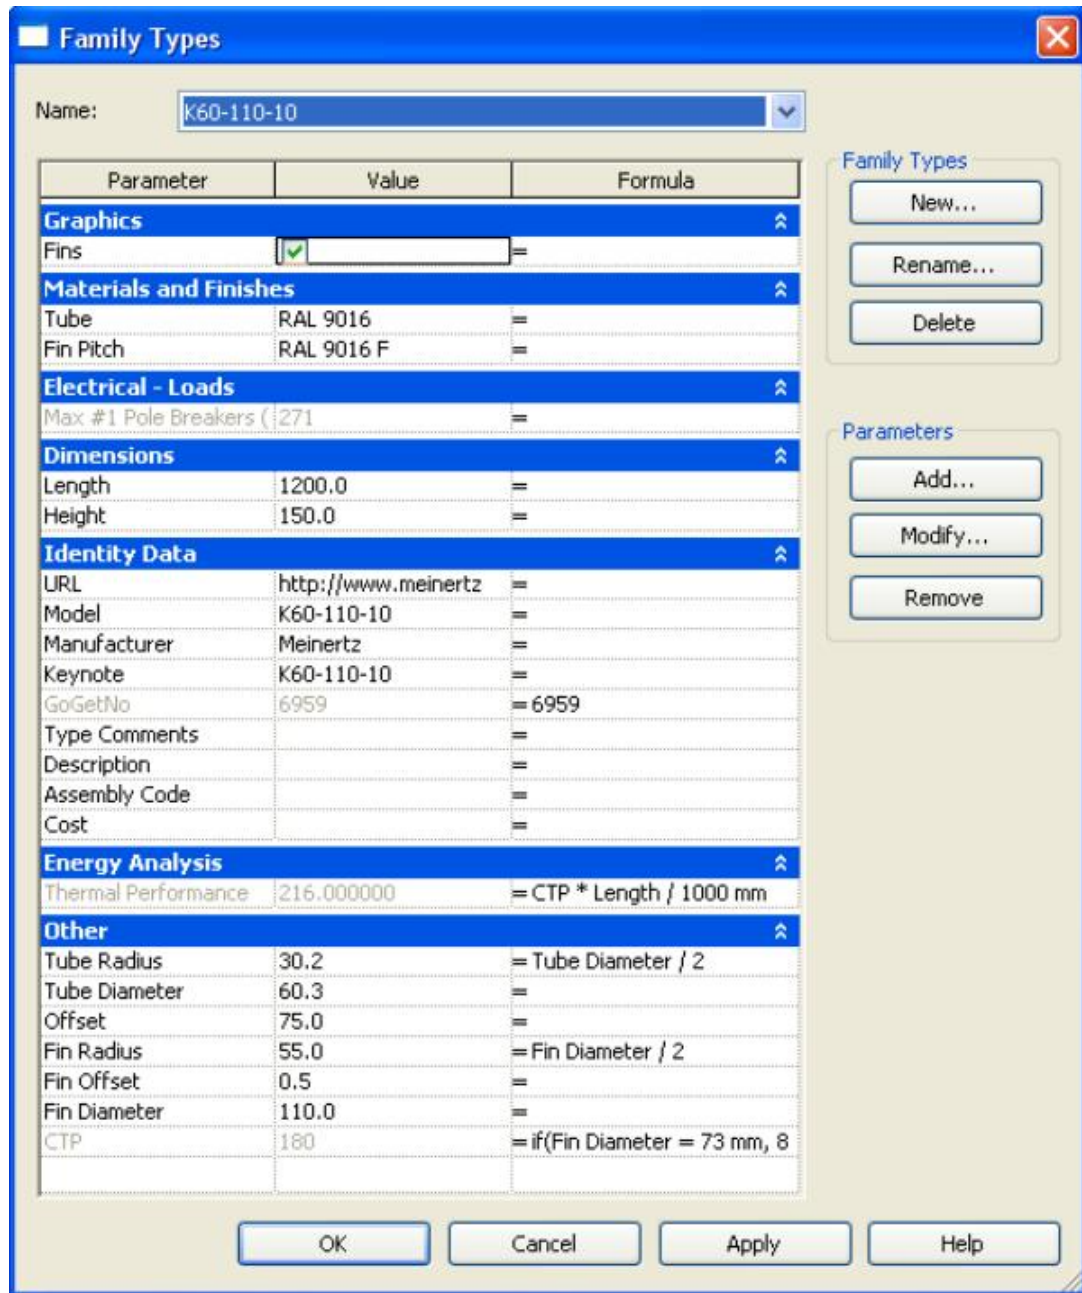 Family Types
Name: K60-110-10
Parameter Value Formula
Graphics
Fins =
Materials and Finishes
Tube RAL 9016 =
Fin Pitch RAL 9016 F =
Electrical - Loads
Max #1 Pole Breakers ( 271 =
Dimensions
Length 1200.0 =
Height 150.0 =
Identity Data
URL http://www.meinertz =
Model K60-110-10 =
Manufacturer Meinertz =
Keynote K60-110-10 =
GoGetNo 6959 = 6959
Type Comments =
Description =
Assembly Code =
Cost =
Energy Analysis
Thermal Performance 216.000000 = CTP * Length / 1000 mm
Other
Tube Radius 30.2 = Tube Diameter / 2
Tube Diameter 60.3 =
Offset 75.0 =
Fin Radius 55.0 = Fin Diameter / 2
Fin Offset 0.5 =
Fin Diameter 110.0 =
CTP 180 = if(Fin Diameter = 73 mm, 8
Family Types
New...
Rename...
Delete
Parameters
Add...
Modify...
Remove
OK Cancel Apply Help